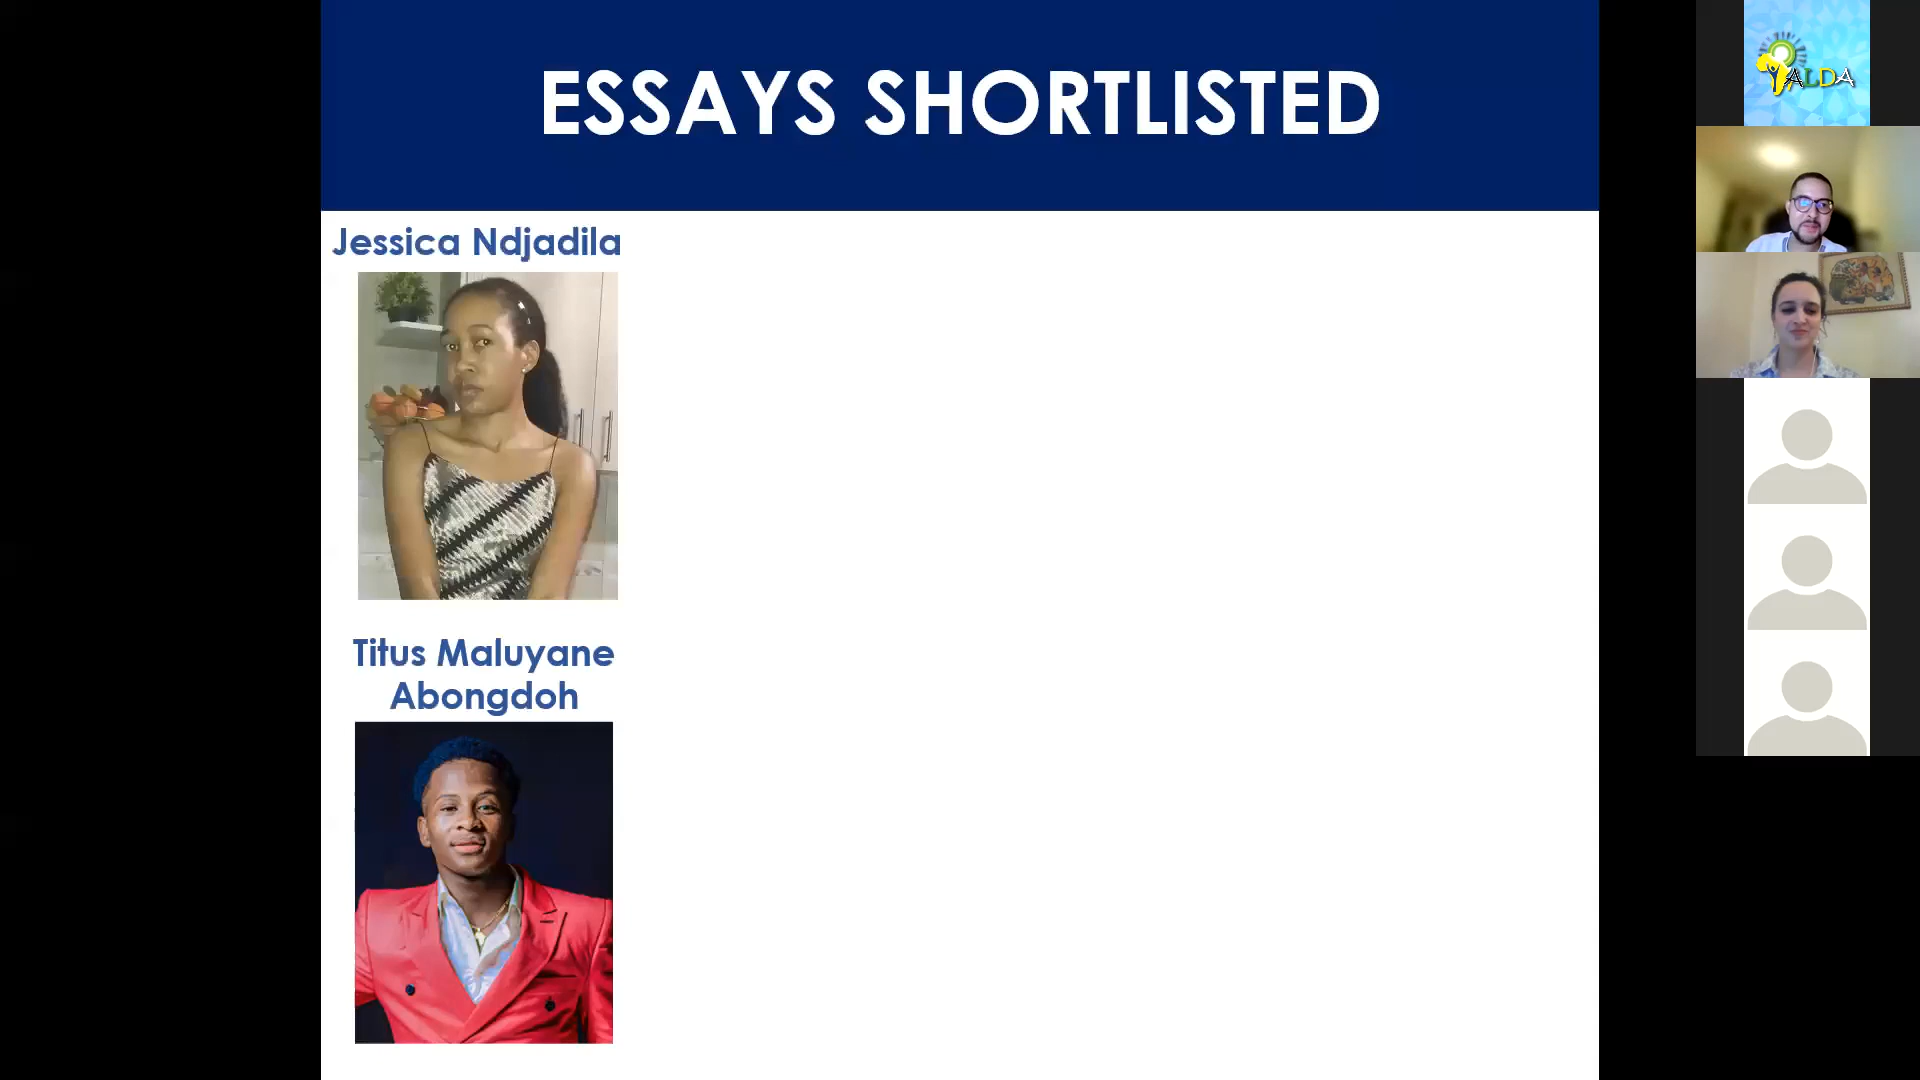 ESSAYS SHORTLISTED
Jessica Ndjadila
Titus Maluyane
Abongdoh
YALDA